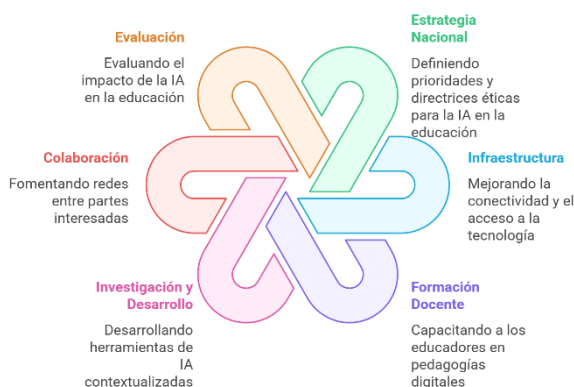 Evaluación
Evaluando el
impacto de la IA
en la educación
Estrategia
Nacional
Definiendo
prioridades y
directrices éticas
para la IA en la
educación
Colaboración
Fomentando redes
entre partes
interesadas
Infraestructura
Mejorando la
conectividad y el
acceso a la
tecnología
Investigación y
Desarrollo
Desarrollando
herramientas de
IA
contextualizadas
Formación
Docente
Capacitando a los
educadores en
pedagogías
digitales